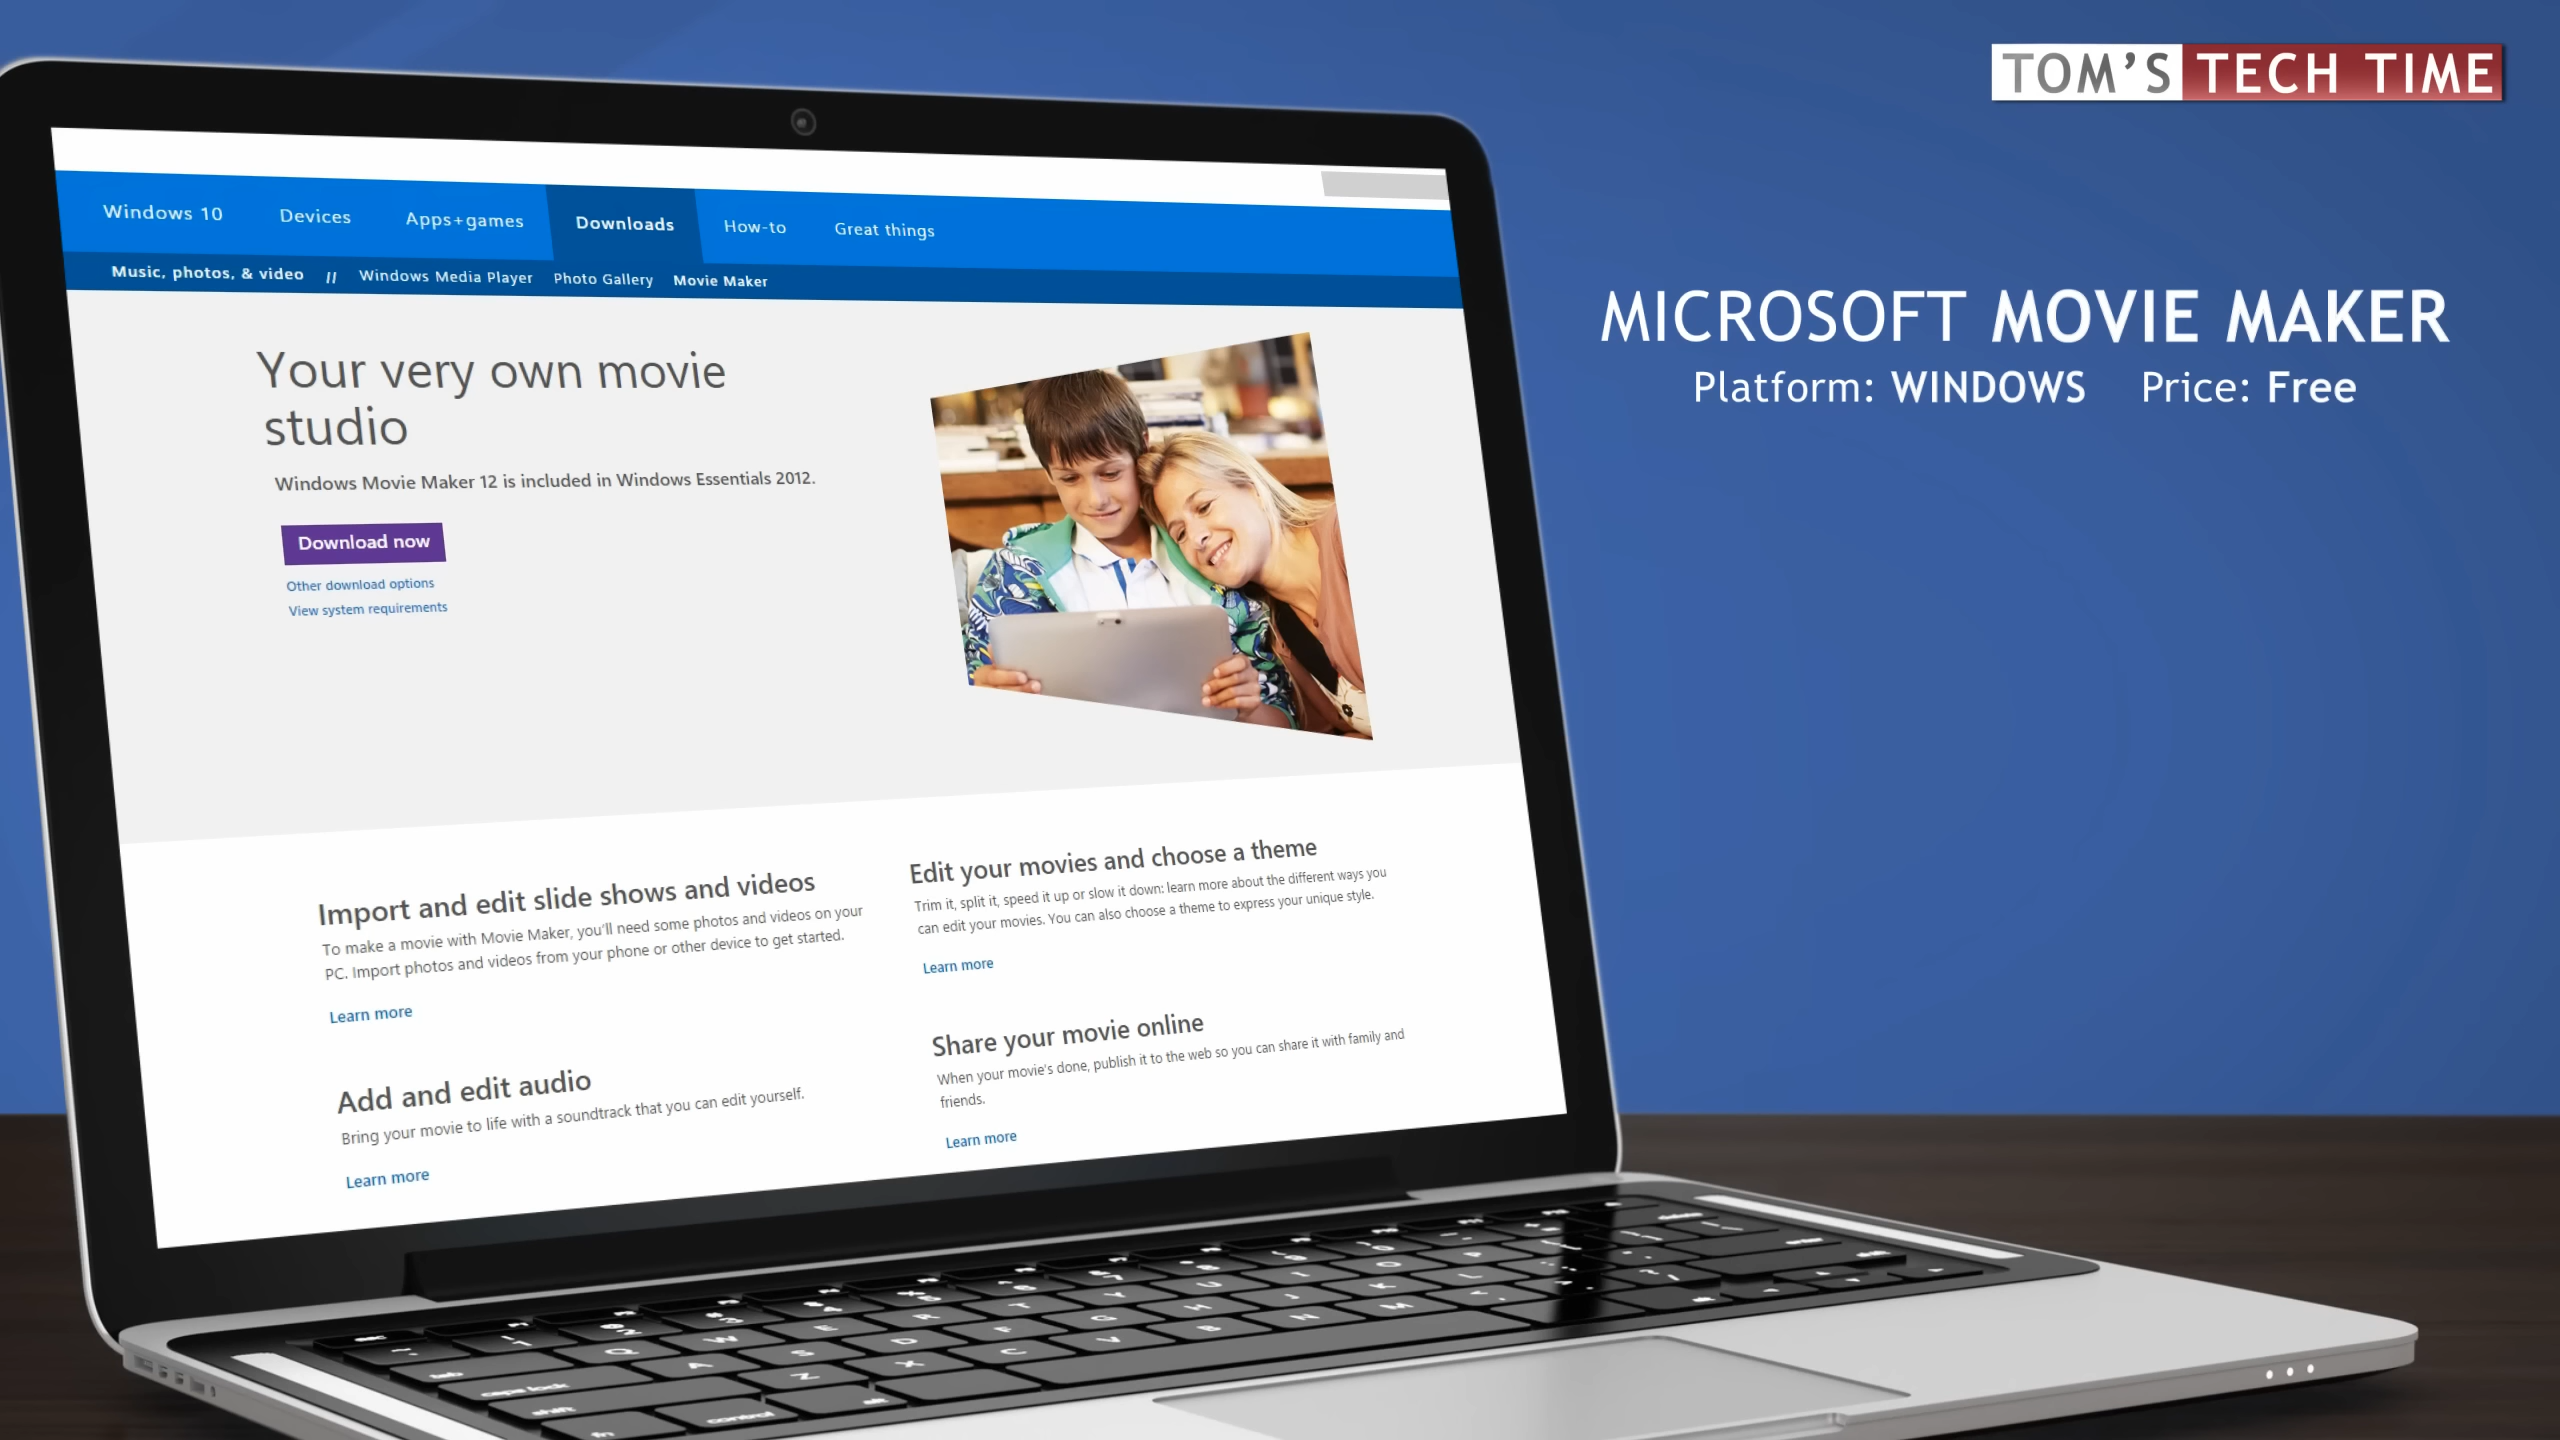 TOM'S TECH TIME
MICROSOFT MOVIE MAKER
Platform: WINDOWS Price: Free
Windows 10 Devices Apps+games Downloads How-to Great things
Music, photos, & video // Windows Media Player Photo Gallery Movie Maker
Your very own movie
studio
Windows Movie Maker 12 is included in Windows Essentials 2012.
Download now
Other download options
View system requirements
Import and edit slide shows and videos
To make a movie with Movie Maker, you'll need some photos and videos on your
PC. Import photos and videos from your phone or other device to get started.
Learn more
Edit your movies and choose a theme
Trim it, split it, speed it up or slow it down: learn more about the different ways you
can edit your movies. You can also choose a theme to express your unique style.
Learn more
Add and edit audio
Bring your movie to life with a soundtrack that you can edit yourself.
Learn more
Share your movie online
When your movie's done, publish it to the web so you can share it with family and
friends.
Learn more
Q W E R T Y U I O P
caps lock A S D F G H J K L
shift Z X C V B N M
fn control alt